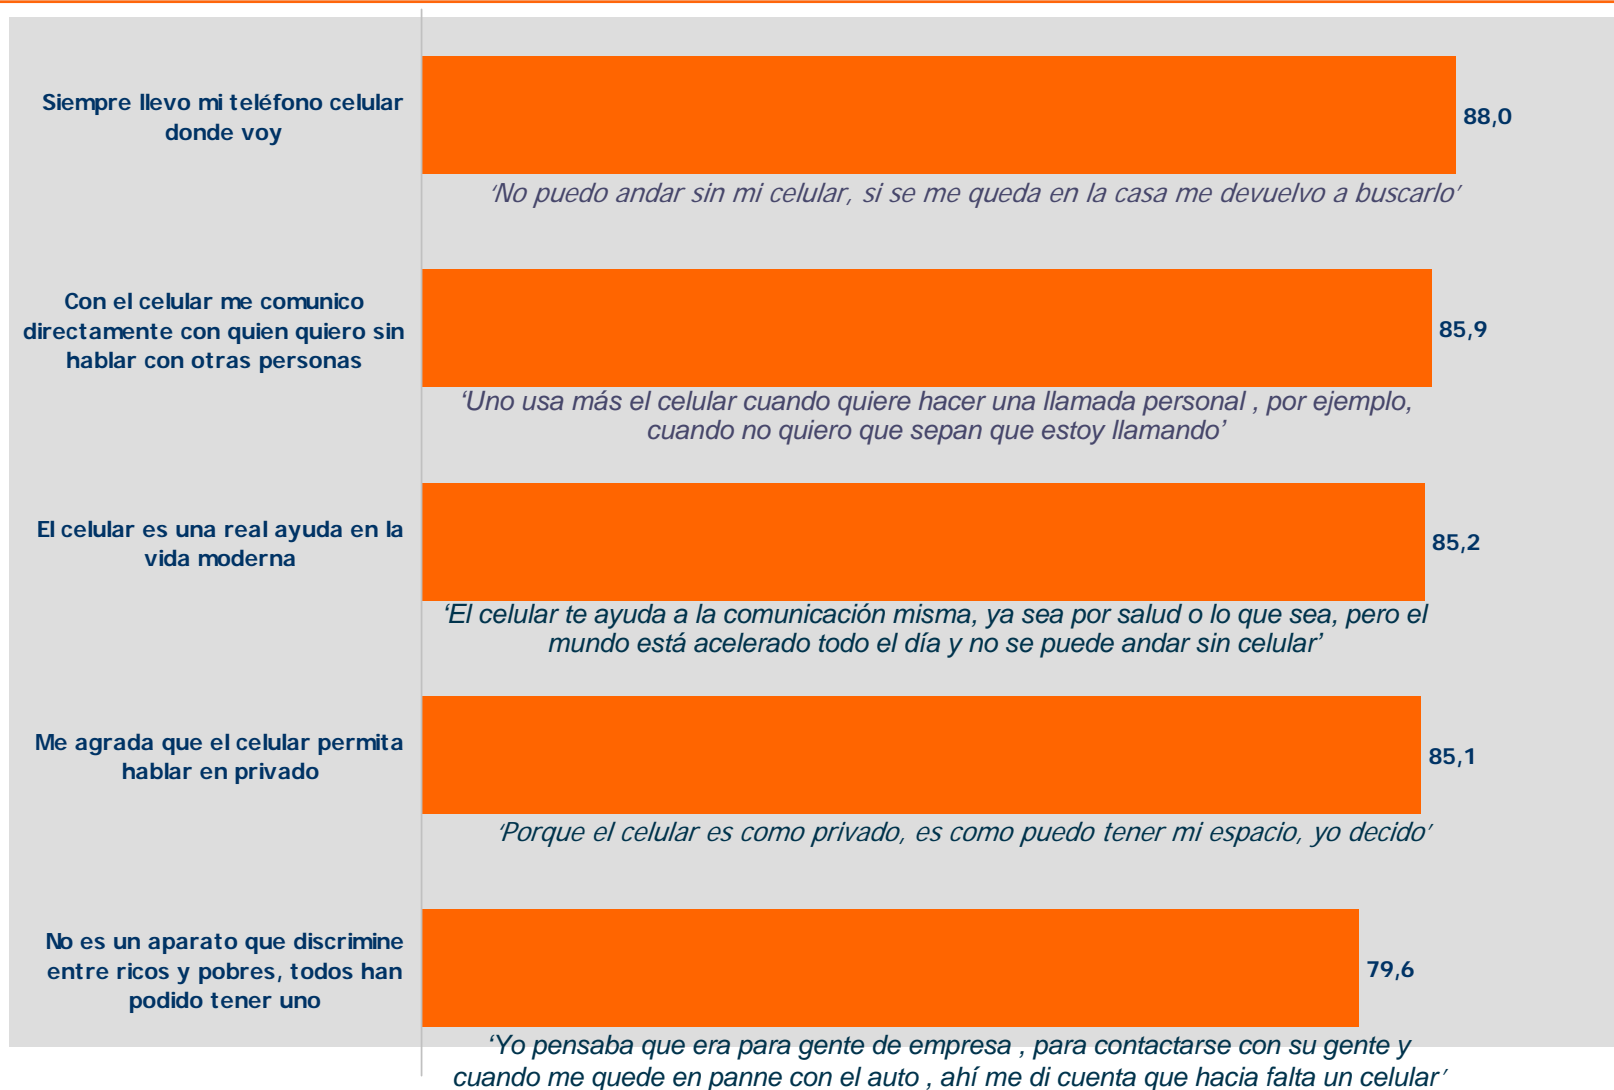 Siempre llevo mi teléfono celular
donde voy
88,0
‘No puedo andar sin mi celular, si se me queda en la casa me devuelvo a buscarlo’
Con el celular me comunico
directamente con quien quiero sin
hablar con otras personas
85,9
‘Uno usa más el celular cuando quiere hacer una llamada personal , por ejemplo,
cuando no quiero que sepan que estoy llamando’
El celular es una real ayuda en la
vida moderna
85,2
‘El celular te ayuda a la comunicación misma, ya sea por salud o lo que sea, pero el
mundo está acelerado todo el día y no se puede andar sin celular’
Me agrada que el celular permita
hablar en privado
85,1
‘Porque el celular es como privado, es como puedo tener mi espacio, yo decido’
No es un aparato que discrimine
entre ricos y pobres, todos han
podido tener uno
79,6
‘Yo pensaba que era para gente de empresa , para contactarse con su gente y
cuando me quede en panne con el auto , ahí me di cuenta que hacia falta un celular’